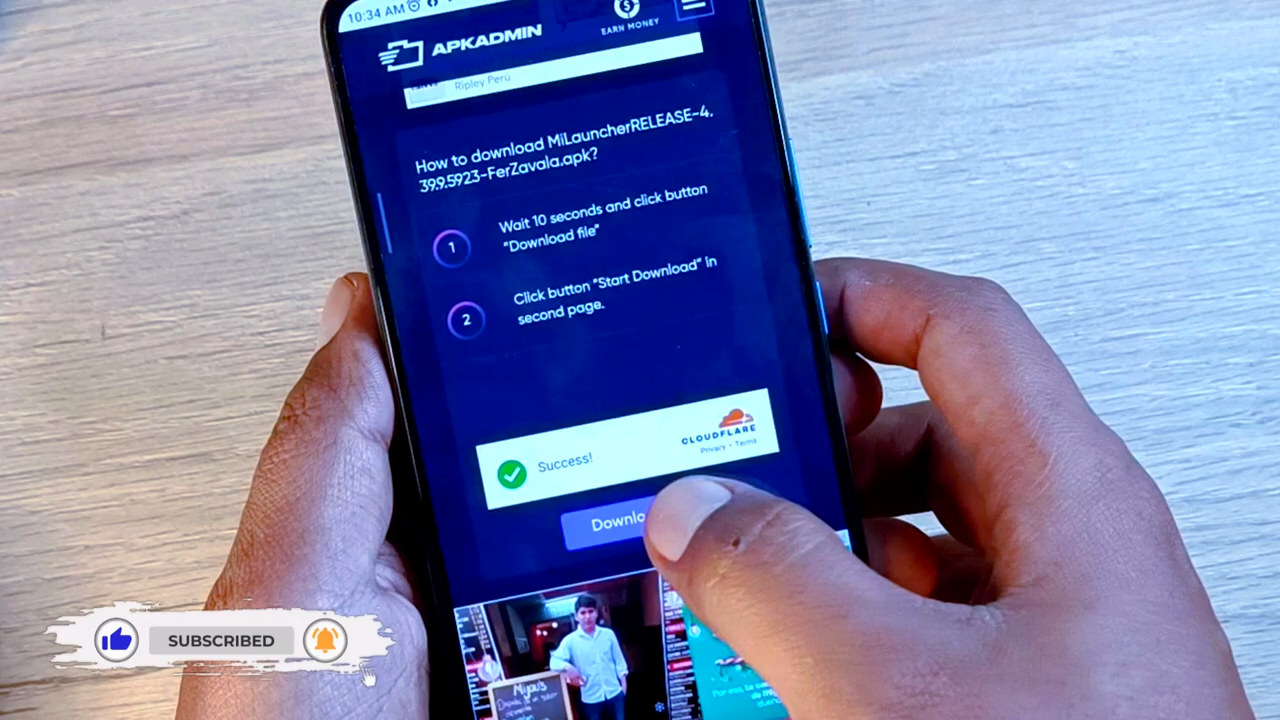 10:34 AM
APKADMIN
EARN MONEY
Ripley Perú
How to download MiLauncherRELEASE-4.
39.9.5923-FerZavala.apk?
1
Wait 10 seconds and click button
"Download file"
2
Click button "Start Download" in
second page.
Success!
CLOUDFLARE
Privacy • Terms
Downlo
SUBSCRIBED